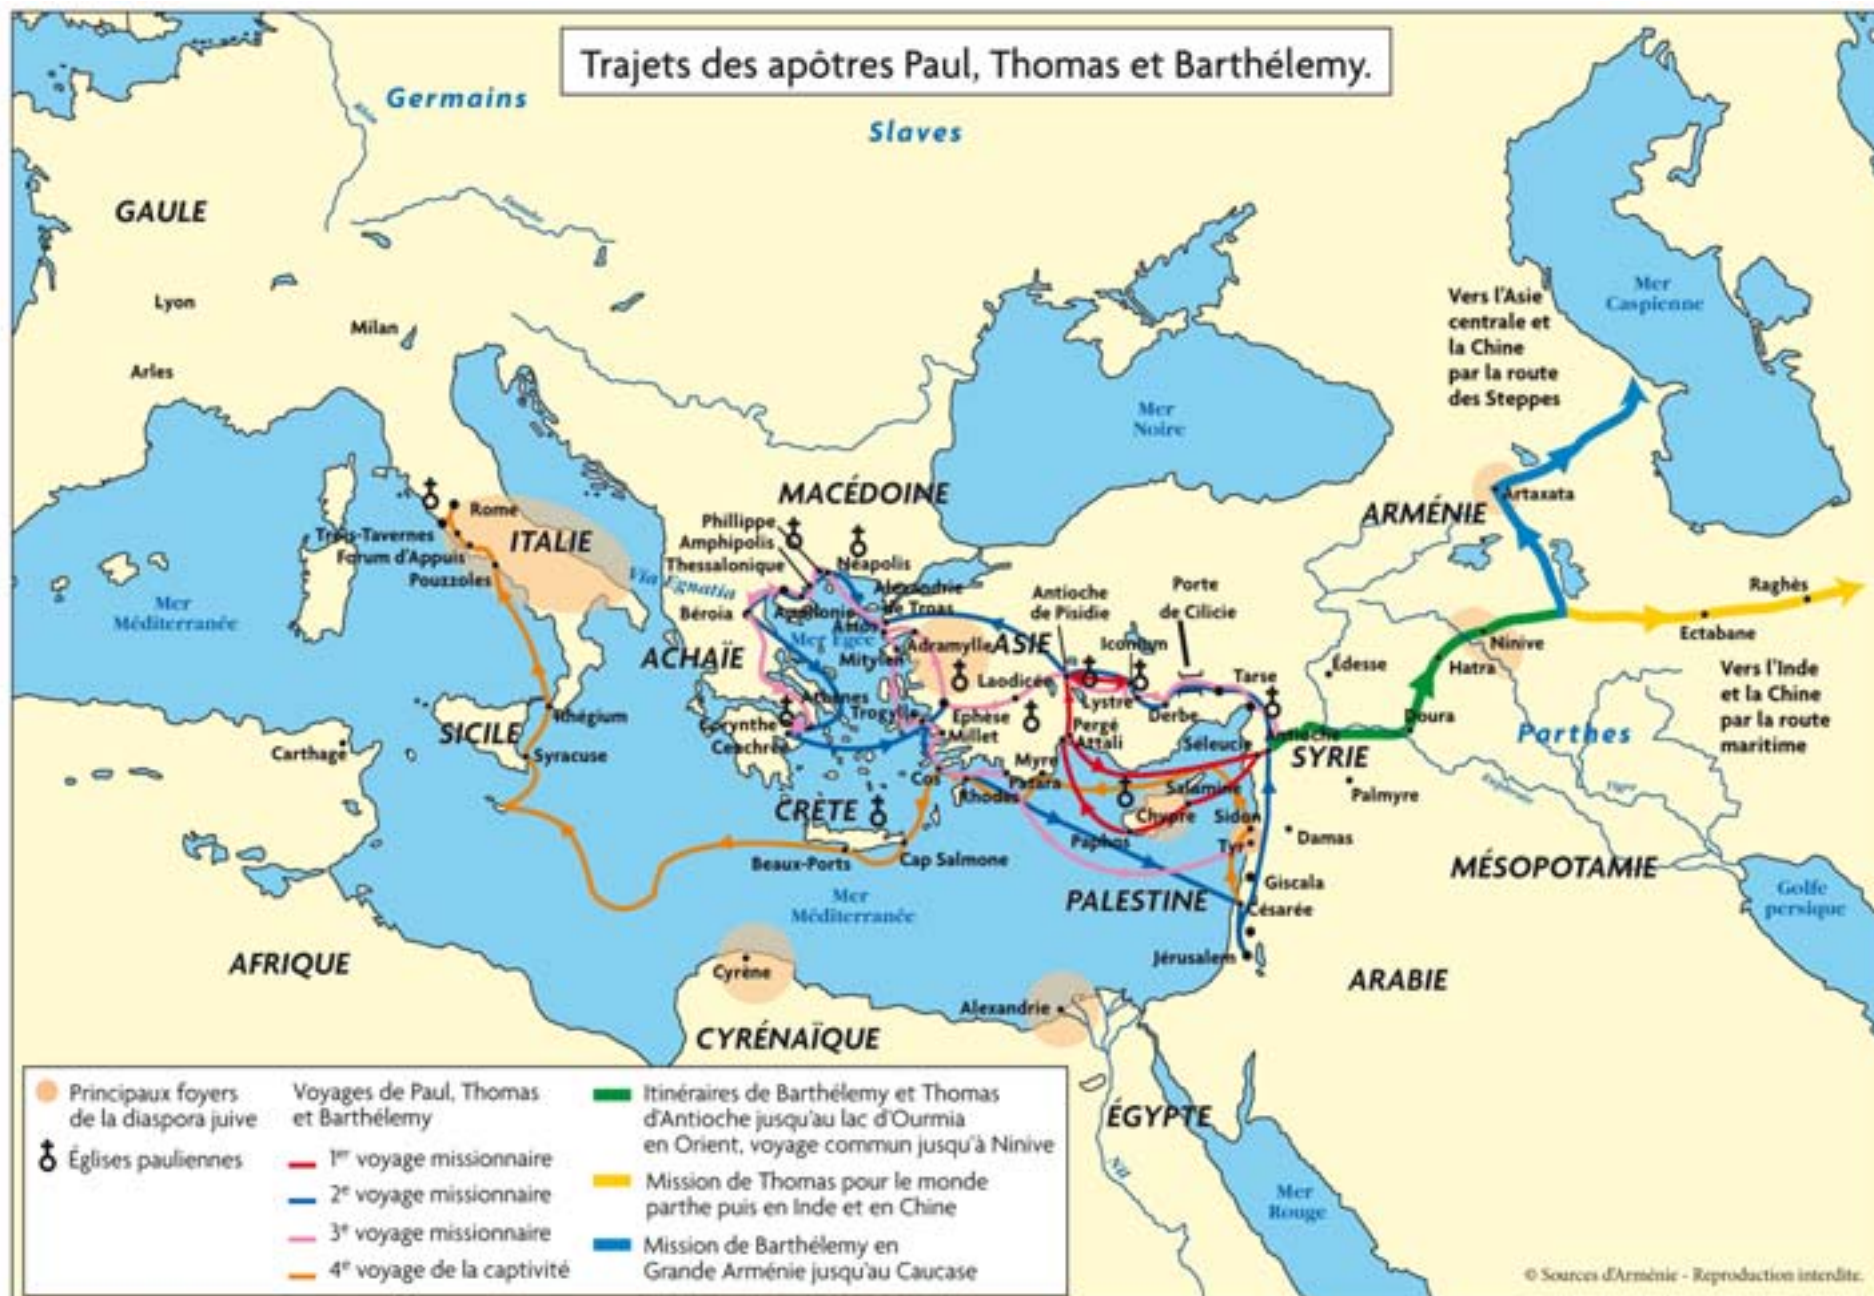 Trajets des apôtres Paul, Thomas et Barthélemy.
Germains
Slaves
Rhin
GAULE
Lyon
Milan
Arles
Mer
Caspienne
Vers l'Asie
centrale et
la Chine
par la route
des Steppes
Mer
Noire
MACÉDOINE
ARMÉNIE
Artaxata
Rome
Trois-Tavernes
ITALIE
Forum d'Appuis
Pouzzoles
Via Egnatia
Phillippe
Amphipolis
Thessalonique
Néapolis
Alexandrie
de Troas
Béroia
Apollonie
Assos
Mer Egée
Mitylen
Adramylle
ASIE
Antioche
de Pisidie
Porte
de Cilicie
Iconium
Raghès
Ectabane
Ninive
Hatra
Édesse
Mer
Méditerranée
ACHAÏE
Laodicée
Tarse
Lystre
Derbe
Athènes
Corynthe
Cenchrée
Trogylle
Ephèse
Millet
Pergé
Attali
Séleucie
Antioche
SYRIE
Doura
Parthes
Vers l'Inde
et la Chine
par la route
maritime
Rhégium
SICILE
Syracuse
Carthage
Cos
Rhodes
Myre
Patara
Salamine
Chypre
Paphos
Sidon
Tyr
Palmyre
Damas
Euphrate
Tigre
CRÈTE
Beaux-Ports
Cap Salmone
Mer
Méditerranée
PALESTINE
Giscala
Césarée
Jérusalem
MÉSOPOTAMIE
Golfe
persique
AFRIQUE
Cyrène
Alexandrie
ARABIE
CYRÉNAÏQUE
ÉGYPTE
Nil
Mer
Rouge
Principaux foyers
de la diaspora juive
Églises pauliennes
Voyages de Paul, Thomas
et Barthélemy
1er voyage missionnaire
2e voyage missionnaire
3e voyage missionnaire
4e voyage de la captivité
Itinéraires de Barthélemy et Thomas
d'Antioche jusqu'au lac d'Ourmia
en Orient, voyage commun jusqu'à Ninive
Mission de Thomas pour le monde
parthe puis en Inde et en Chine
Mission de Barthélemy en
Grande Arménie jusqu'au Caucase
© Sources d'Arménie - Reproduction interdite.